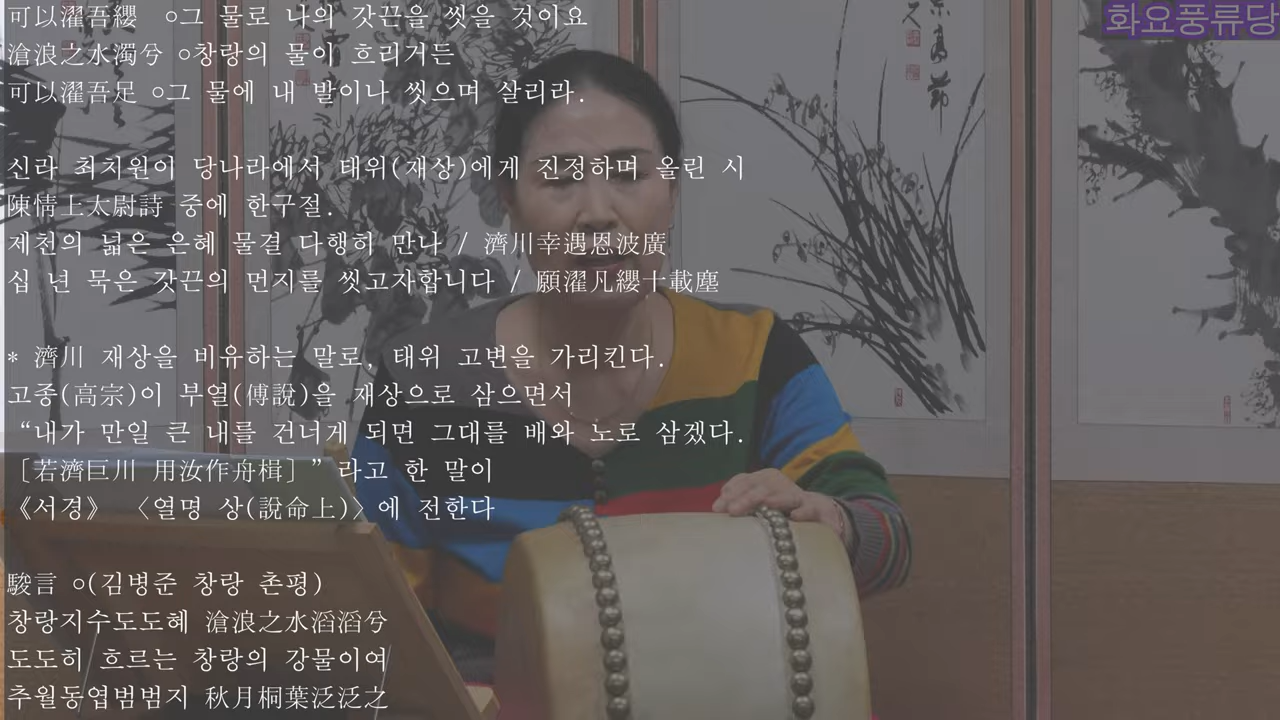 화요풍류당
可以濯吾纓 ㅇ그 물로 나의 갓끈을 씻을 것이요
滄浪之水濁兮 ㅇ창랑의 물이 흐리거든
可以濯吾足 ㅇ그 물에 내 발이나 씻으며 살리라.
신라 최치원이 당나라에서 태위(재상)에게 진정하며 올린 시
陳情上太尉詩 중에 한구절.
제천의 넓은 은혜 물결 다행히 만나 / 濟川幸遇恩波廣
십 년 묵은 갓끈의 먼지를 씻고자합니다 / 願濯凡纓十載塵
* 濟川 재상을 비유하는 말로, 태위 고변을 가리킨다.
고종(高宗)이 부열(傅說)을 재상으로 삼으면서
“내가 만일 큰 내를 건너게 되면 그대를 배와 노로 삼겠다.
［若濟巨川 用汝作舟楫］”라고 한 말이
《서경》 〈열명 상(說命上)〉에 전한다
駿言 ㅇ(김병준 창랑 촌평)
창랑지수도도혜 滄浪之水滔滔兮
도도히 흐르는 창랑의 강물이여
추월동엽범범지 秋月桐葉泛泛之